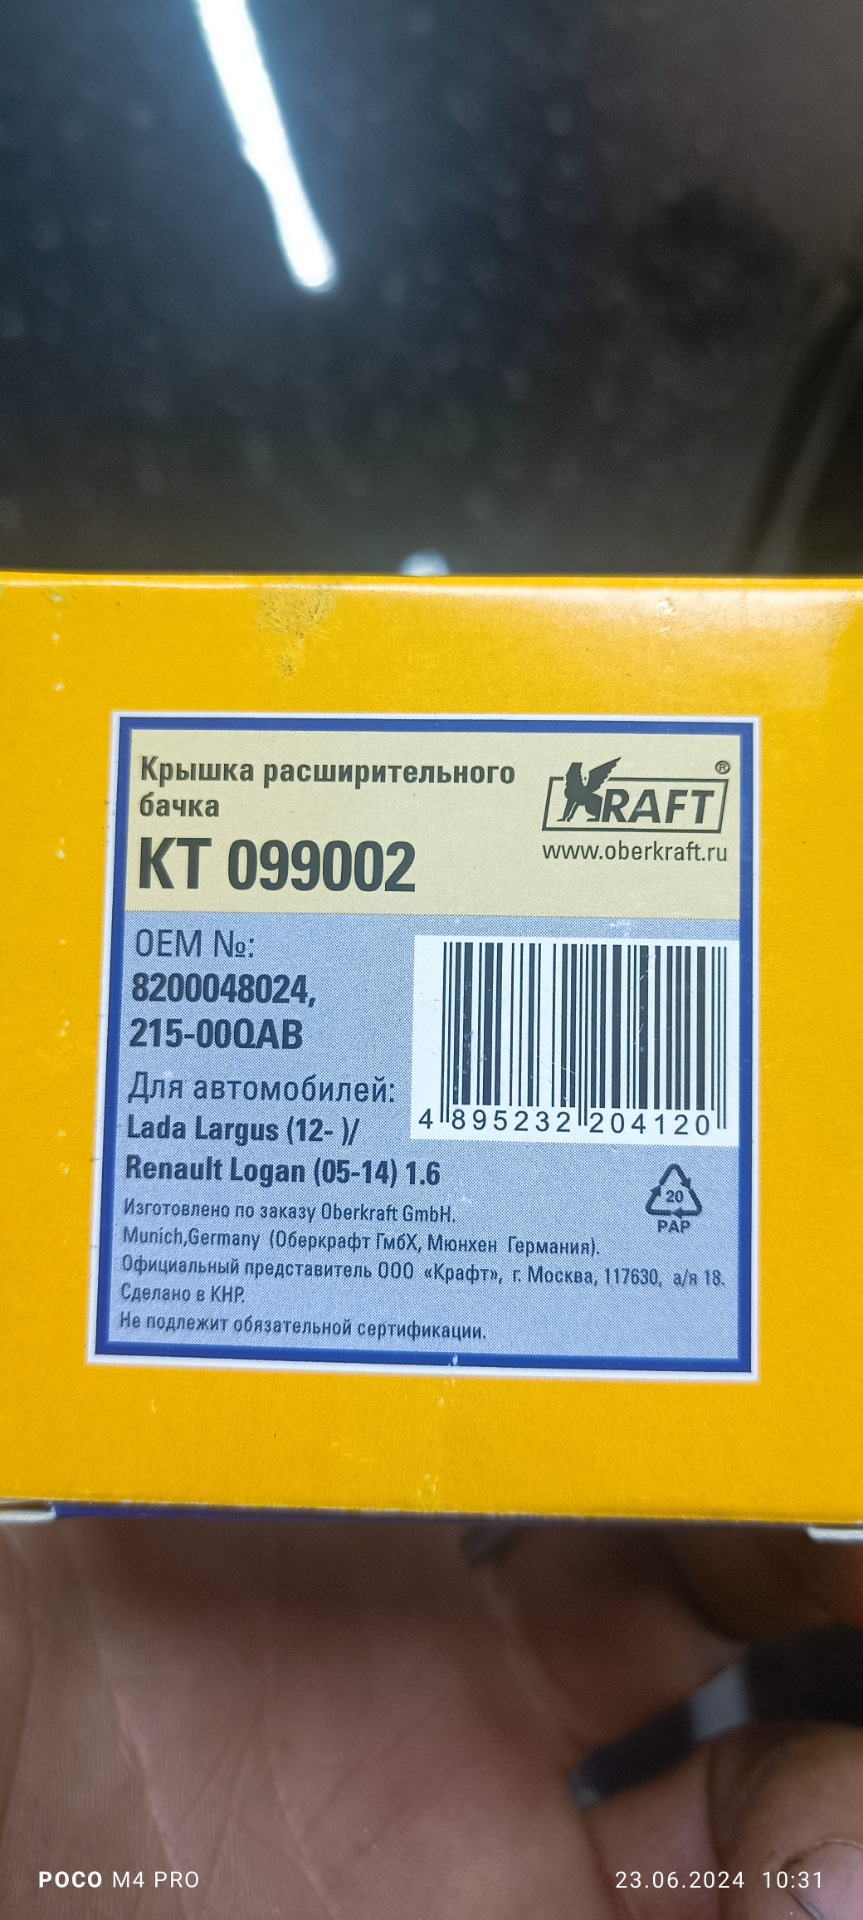 Крышка расширительного
бачка
KRAFT®
www.oberkraft.ru
KT 099002
OEM №:
8200048024,
215-00QAB
Для автомобилей:
Lada Largus (12- )/
Renault Logan (05-14) 1.6
4 895232 204120
20
PAP
Изготовлено по заказу Oberkraft GmbH.
Munich,Germany (Оберкрафт ГмбХ, Мюнхен Германия).
Официальный представитель ООО «Крафт», г. Москва, 117630, а/я 18.
Сделано в КНР.
Не подлежит обязательной сертификации.
POCO M4 PRO
23.06.2024 10:31